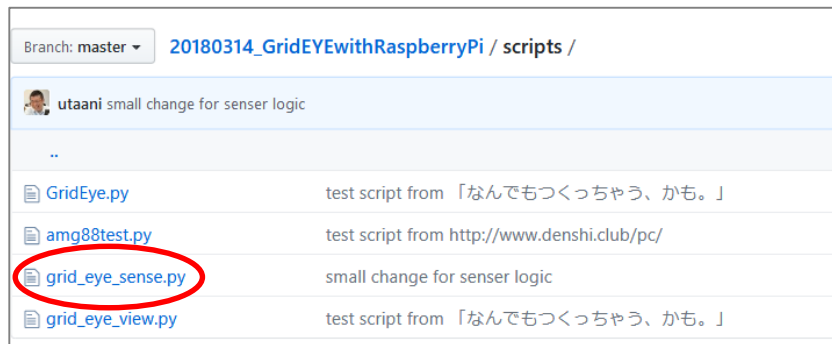 Branch: master 20180314_GridEYEwithRaspberryPi / scripts /
utaani small change for senser logic
..
GridEye.py test script from 「なんでもつくっちゃう、かも。」
amg88test.py test script from http://www.denshi.club/pc/
grid_eye_sense.py small change for senser logic
grid_eye_view.py test script from 「なんでもつくっちゃう、かも。」